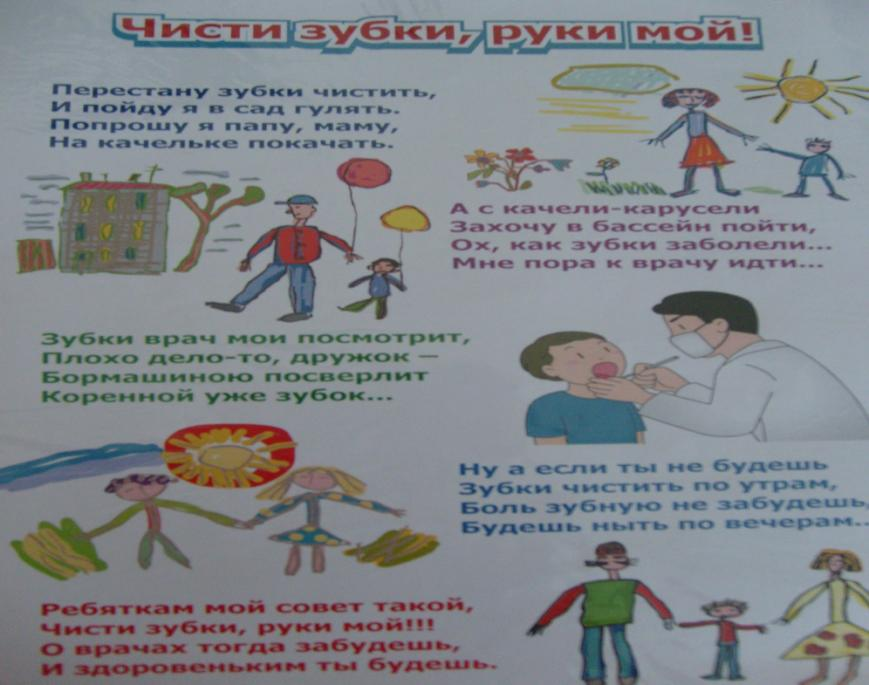 Чисти зубки, руки мой!
Перестану зубки чистить,
И пойду я в сад гулять.
Попрошу я папу, маму,
На качельке покачать.
А с качели-карусели
Захочу в бассейн пойти,
Ох, как зубки заболели...
Мне пора к врачу идти...
Зубки врач мои посмотрит,
Плохо дело-то, дружок –
Бормашиною посверлит
Коренной уже зубок...
Ну а если ты не будешь
Зубки чистить по утрам,
Боль зубную не забудешь,
Будешь ныть по вечерам...
Ребяткам мой совет такой,
Чисти зубки, руки мой!!!
О врачах тогда забудешь,
И здоровеньким ты будешь.